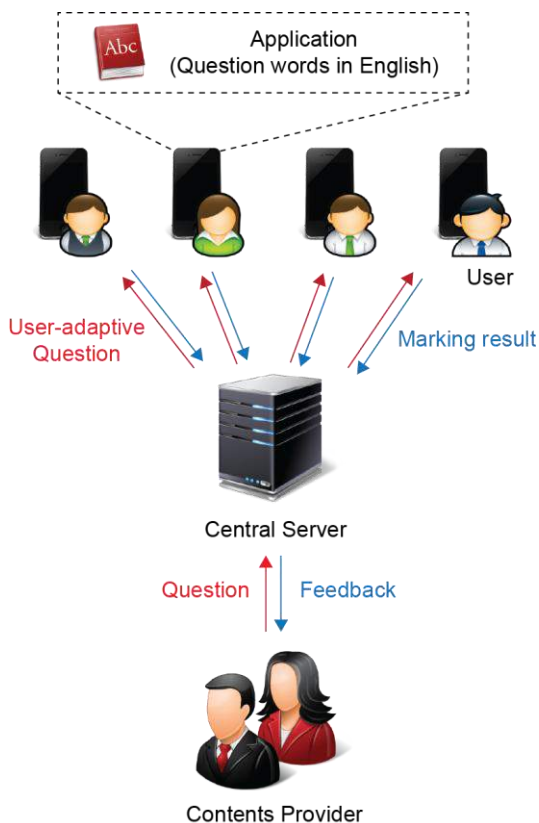 Abc
Application
(Question words in English)
User
User-adaptive
Question
Marking result
Central Server
Question
Feedback
Contents Provider